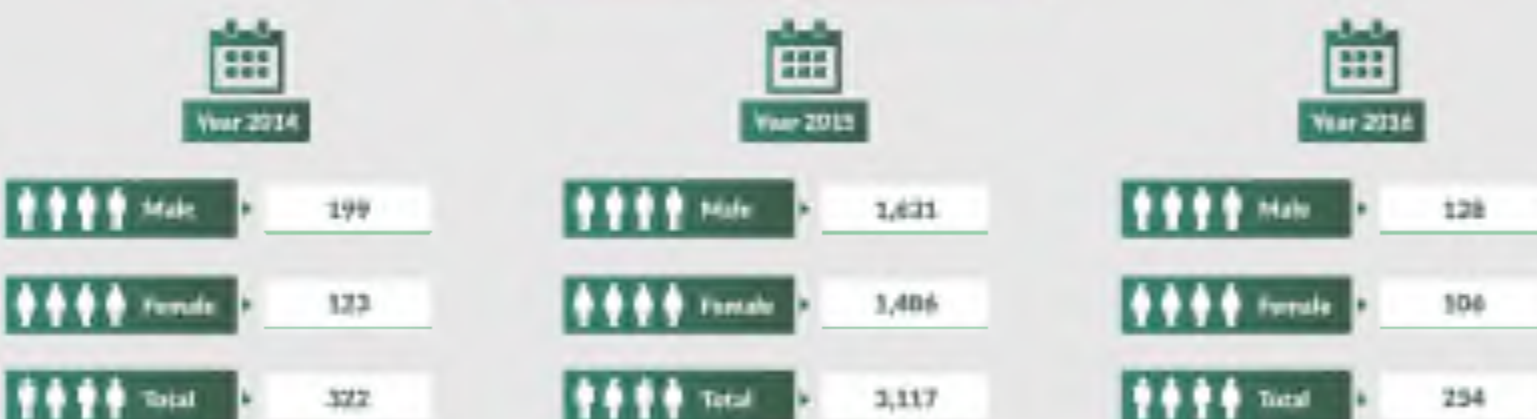 Year 2014
Male 199
Female 123
Total 322
Year 2015
Male 1,631
Female 1,486
Total 3,117
Year 2016
Male 128
Female 106
Total 234